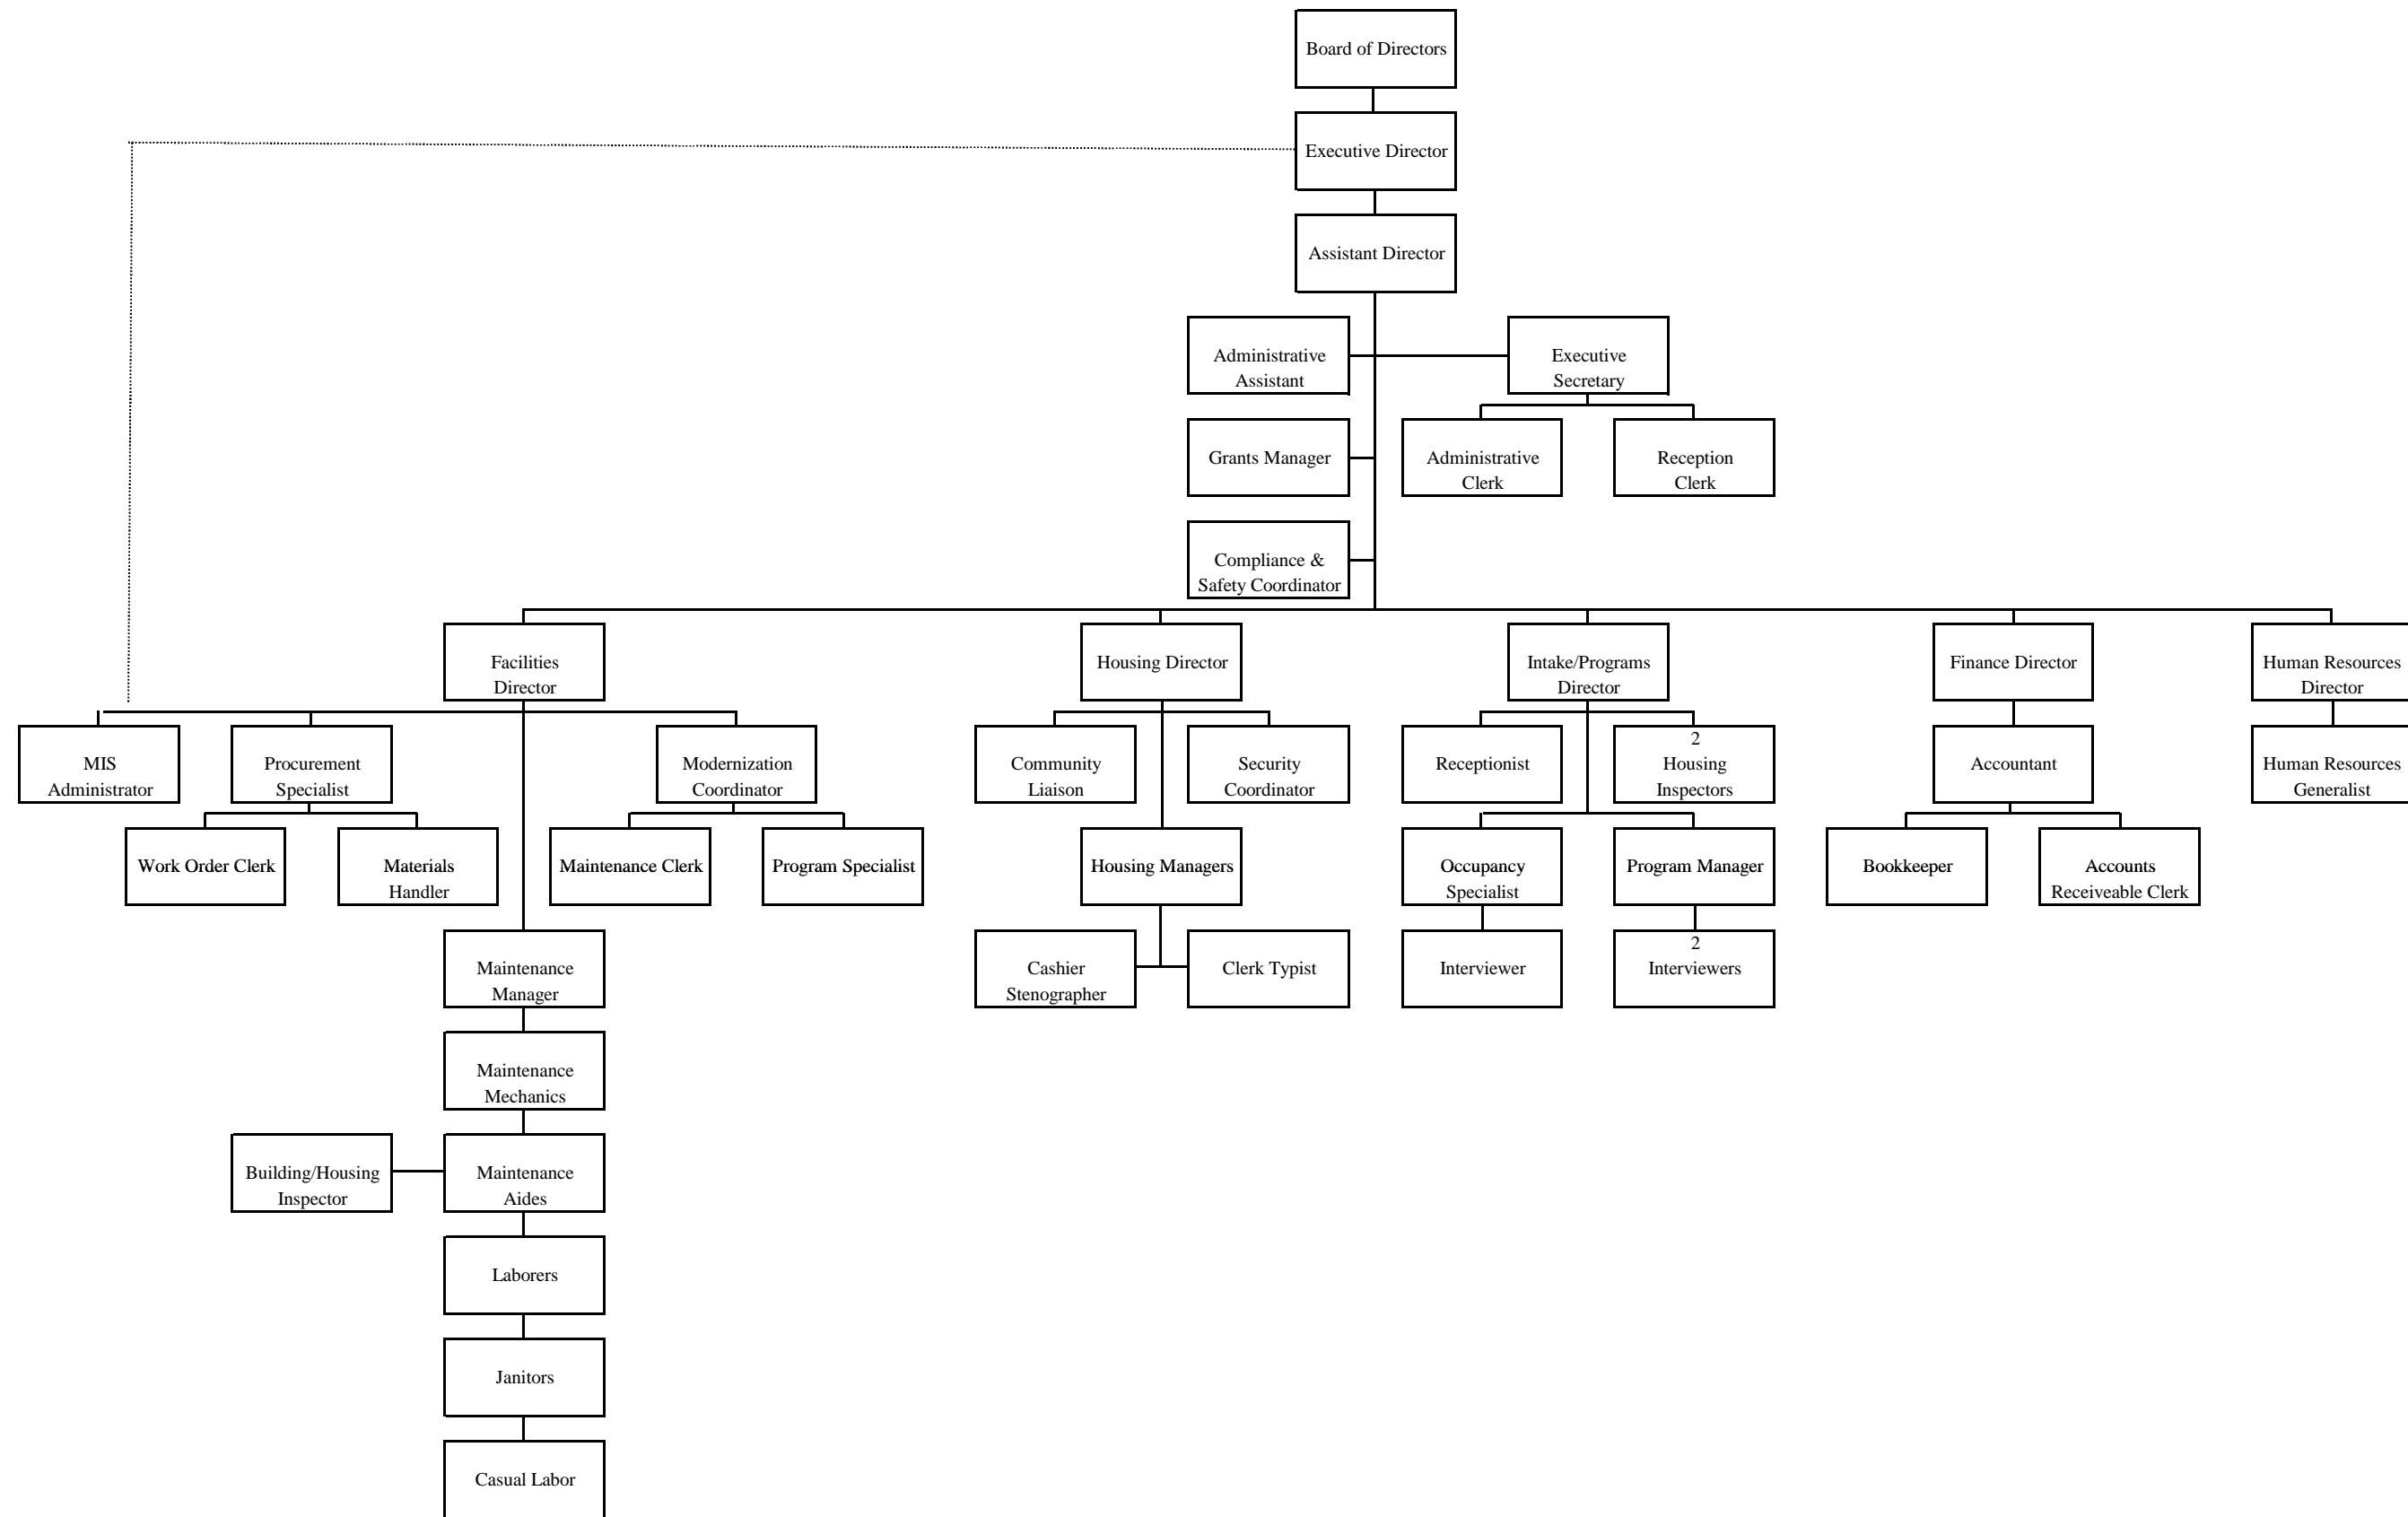 Board of Directors
Executive Director
Assistant Director
Administrative
Assistant
Executive
Secretary
Grants Manager
Administrative
Clerk
Reception
Clerk
Compliance &
Safety Coordinator
Facilities
Director
Housing Director
Intake/Programs
Director
Finance Director
Human Resources
Director
MIS
Administrator
Procurement
Specialist
Modernization
Coordinator
Community
Liaison
Security
Coordinator
Receptionist
2
Housing
Inspectors
Accountant
Human Resources
Generalist
Work Order Clerk
Materials
Handler
Maintenance Clerk
Program Specialist
Housing Managers
Occupancy
Specialist
Program Manager
Bookkeeper
Accounts
Receiveable Clerk
Maintenance
Manager
Cashier
Stenographer
Clerk Typist
Interviewer
2
Interviewers
Maintenance
Mechanics
Building/Housing
Inspector
Maintenance
Aides
Laborers
Janitors
Casual Labor